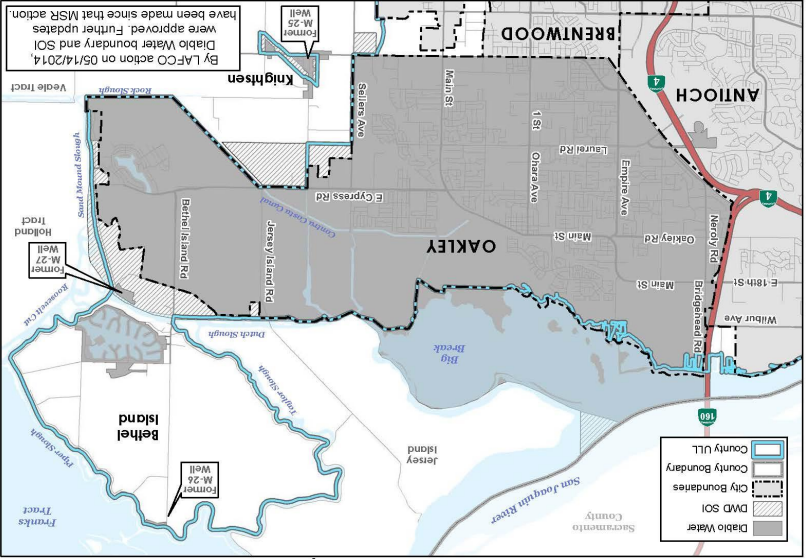 Diablo Water
DWD SOI
City Boundaries
County Boundary
County ULL
Sacramento
County
San Joaquin River
Franks
Tract
Former
M-26
Well
Jersey
Island
Piper Slough
Bethel
Island
160
Taylor Slough
Big
Break
Dutch Slough
Roosevelt Cut
Wilbur Ave
E 18th St
Bridgehead Rd
Main St
Former
M-27
Well
Holland
Tract
Neroly Rd
Oakley Rd
Main St
OAKLEY
Jersey Island Rd
Bethel Island Rd
Contra Costa Canal
Sand Mound Slough
4
Empire Ave
Ohara Ave
E Cypress Rd
Laurel Rd
ANTIOCH
1 St
Main St
Sellers Ave
Rock Slough
Veale Tract
4
Knightsen
BRENTWOOD
Former
M-25
Well
By LAFCO action on 05/14/2014,
Diablo Water boundary and SOI
were approved. Further updates
have been made since that MSR action.